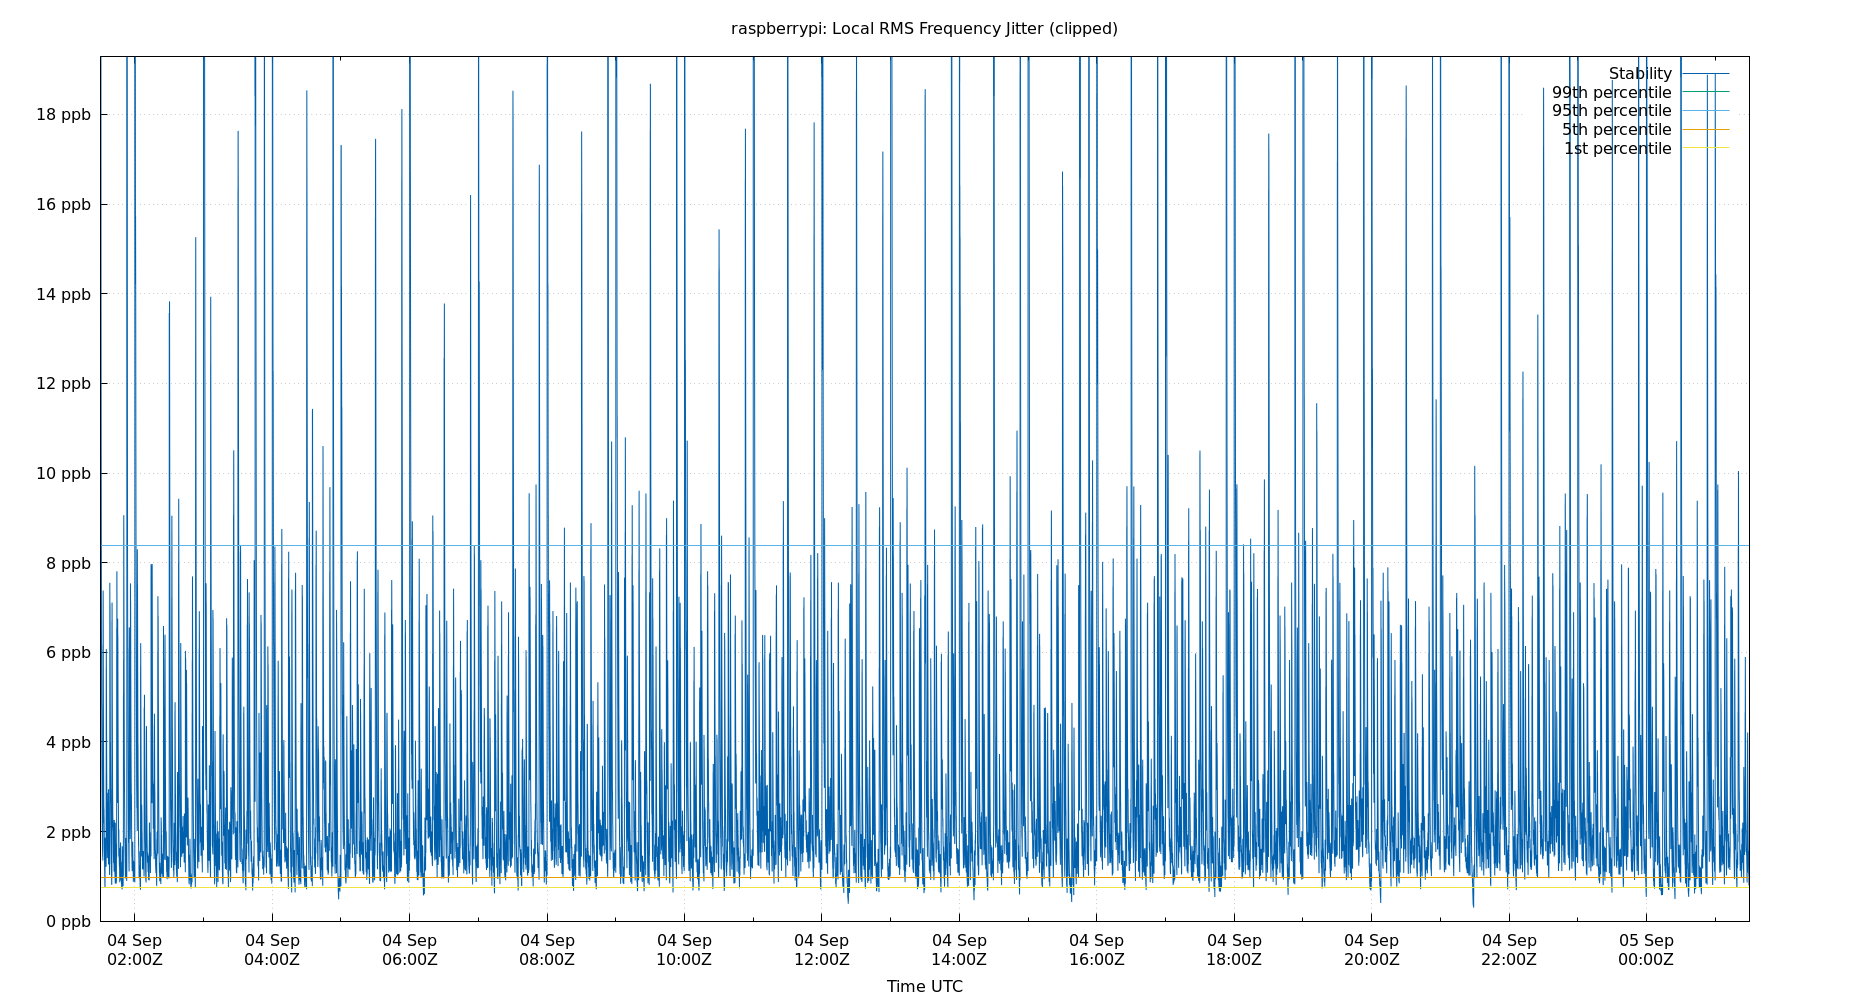 raspberrypi: Local RMS Frequency Jitter (clipped)
Stability
99th percentile
95th percentile
5th percentile
1st percentile
18 ppb
16 ppb
14 ppb
12 ppb
10 ppb
8 ppb
6 ppb
4 ppb
2 ppb
0 ppb
04 Sep 04 Sep 04 Sep 04 Sep 04 Sep 04 Sep 04 Sep 04 Sep 04 Sep 04 Sep 04 Sep 05 Sep
02:00Z 04:00Z 06:00Z 08:00Z 10:00Z 12:00Z 14:00Z 16:00Z 18:00Z 20:00Z 22:00Z 00:00Z
Time UTC